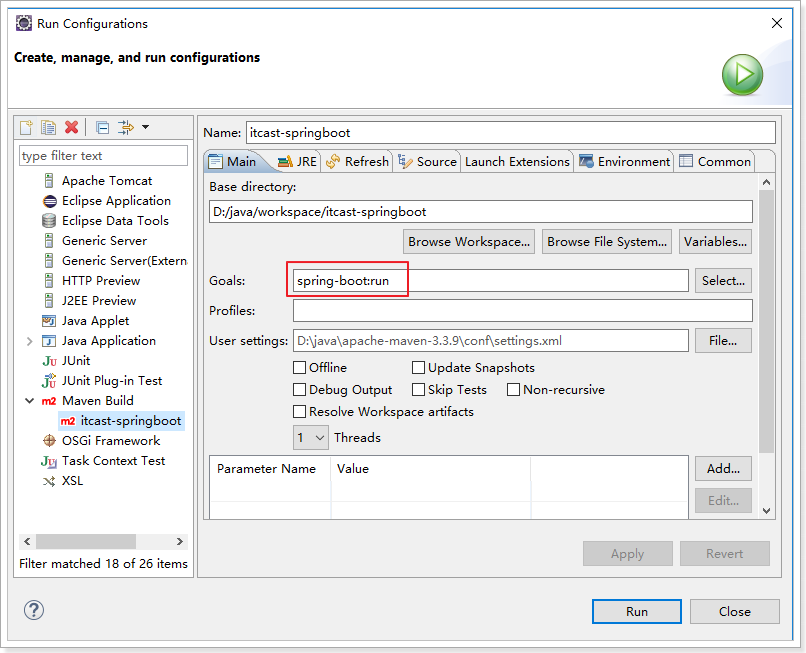 Run Configurations
Create, manage, and run configurations
type filter text
Apache Tomcat
Eclipse Application
Eclipse Data Tools
Generic Server
Generic Server(Extern
HTTP Preview
J2EE Preview
Java Applet
Java Application
JUnit
JUnit Plug-in Test
Maven Build
itcast-springboot
OSGi Framework
Task Context Test
XSL
Filter matched 18 of 26 items
Name: itcast-springboot
Main JRE Refresh Source Launch Extensions Environment Common
Base directory:
D:/java/workspace/itcast-springboot
Browse Workspace... Browse File System... Variables...
Goals: spring-boot:run Select...
Profiles:
User settings: D:\java\apache-maven-3.3.9\conf\settings.xml File...
Offline Update Snapshots
Debug Output Skip Tests Non-recursive
Resolve Workspace artifacts
1 Threads
Parameter Name Value Add...
Edit...
Apply Revert
? Run Close